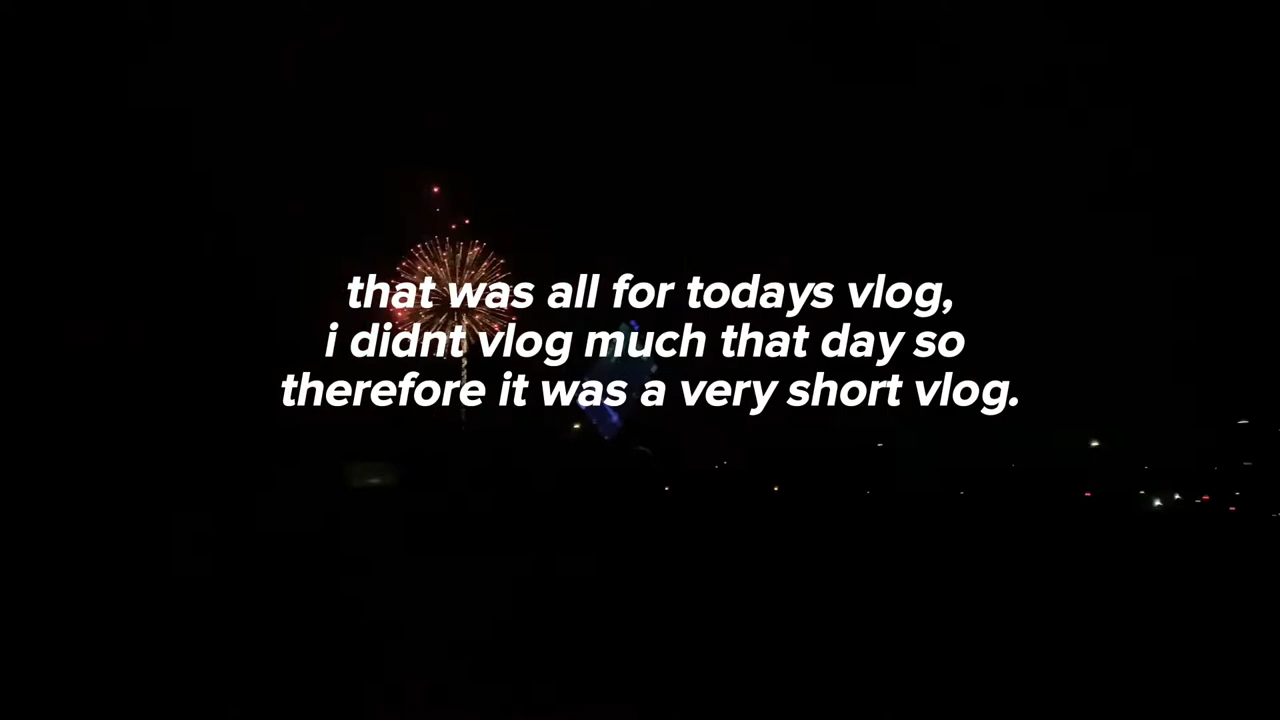 that was all for todays vlog,
i didnt vlog much that day so
therefore it was a very short vlog.